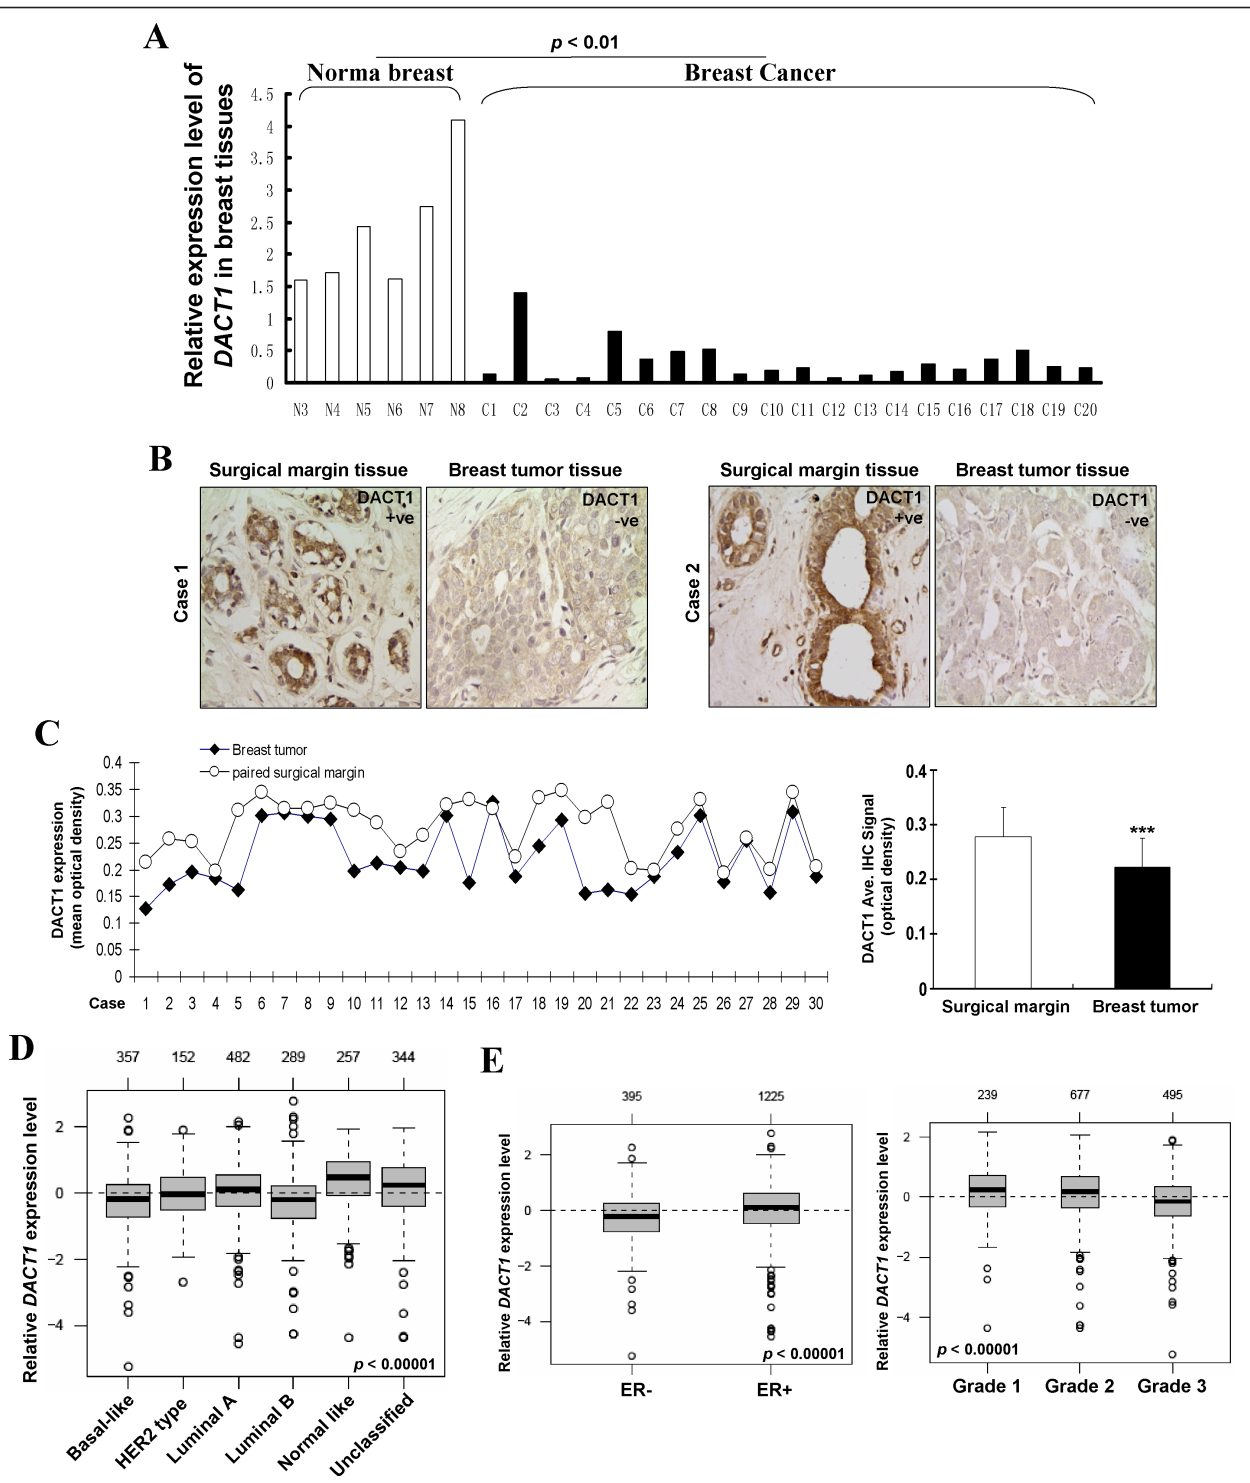 A
p < 0.01
Norma breast
Breast Cancer
Relative expression level of
DACT1 in breast tissues
4.5
4
3.5
3
2.5
2
1.5
1
0.5
0
N3 N4 N5 N6 N7 N8 C1 C2 C3 C4 C5 C6 C7 C8 C9 C10 C11 C12 C13 C14 C15 C16 C17 C18 C19 C20
B
Surgical margin tissue
Breast tumor tissue
Surgical margin tissue
Breast tumor tissue
Case 1
DACT1
+ve
DACT1
-ve
Case 2
DACT1
+ve
DACT1
-ve
C
Breast tumor
paired surgical margin
DACT1 expression
(mean optical density)
0.4
0.35
0.3
0.25
0.2
0.15
0.1
0.05
0
Case 1 2 3 4 5 6 7 8 9 10 11 12 13 14 15 16 17 18 19 20 21 22 23 24 25 26 27 28 29 30
DACT1 Ave. IHC Signal
(optical density)
0.4
0.3
0.2
0.1
0
***
Surgical margin
Breast tumor
D
357 152 482 289 257 344
Relative DACT1 expression level
2
0
−2
−4
p < 0.00001
Basal-like
HER2 type
Luminal A
Luminal B
Normal like
Unclassified
E
395 1225
Relative DACT1 expression level
2
0
−2
−4
p < 0.00001
ER- ER+
239 677 495
Relative DACT1 expression level
2
0
−2
−4
p < 0.00001
Grade 1 Grade 2 Grade 3